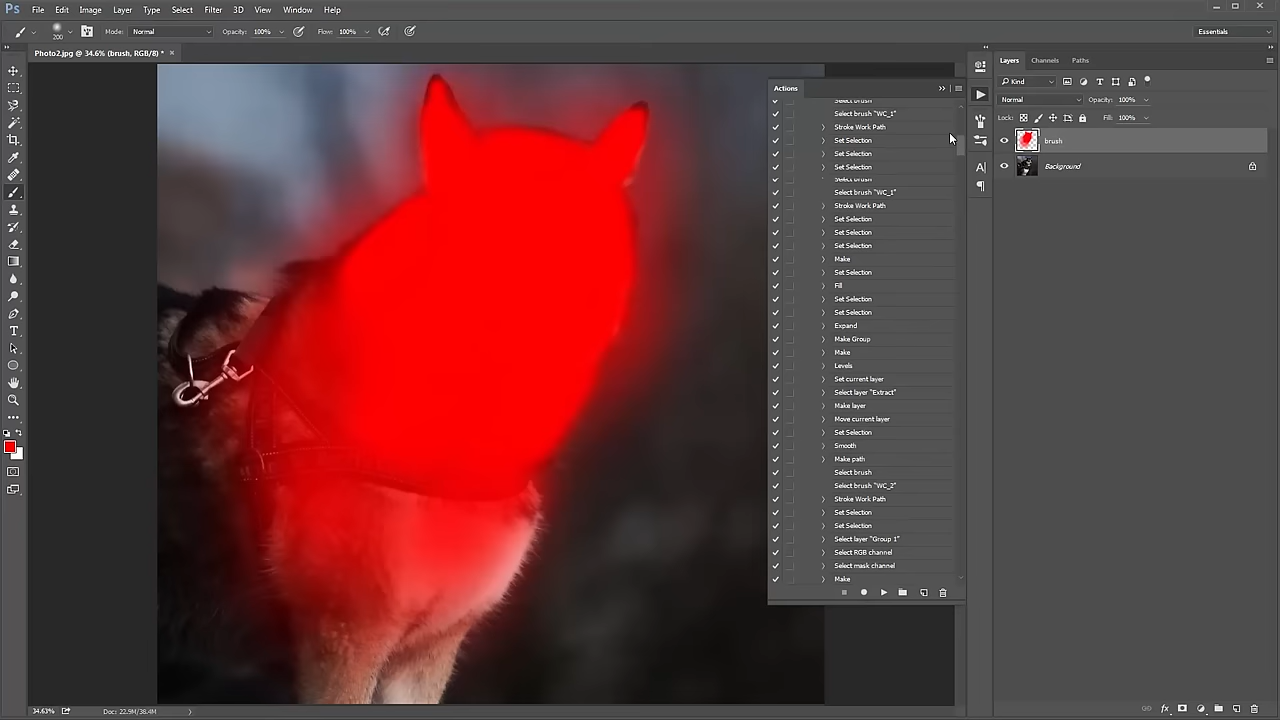 Ps File Edit Image Layer Type Select Filter 3D View Window Help
200 Mode: Normal Opacity: 100% Flow: 100% Essentials
Photo2.jpg @ 34.6% (brush, RGB/8) * ×
Actions
Select brush
Select brush "WC_1"
Stroke Work Path
Set Selection
Set Selection
Set Selection
Select brush
Select brush "WC_1"
Stroke Work Path
Set Selection
Set Selection
Set Selection
Make
Set Selection
Fill
Set Selection
Set Selection
Expand
Make Group
Make
Levels
Set current layer
Select layer "Extract"
Make layer
Move current layer
Set Selection
Smooth
Make path
Select brush
Select brush "WC_2"
Stroke Work Path
Set Selection
Set Selection
Select layer "Group 1"
Select RGB channel
Select mask channel
Make
Layers Channels Paths
Kind
Normal Opacity: 100%
Lock: Fill: 100%
brush
Background
34.63% Doc: 22.9M/38.4M